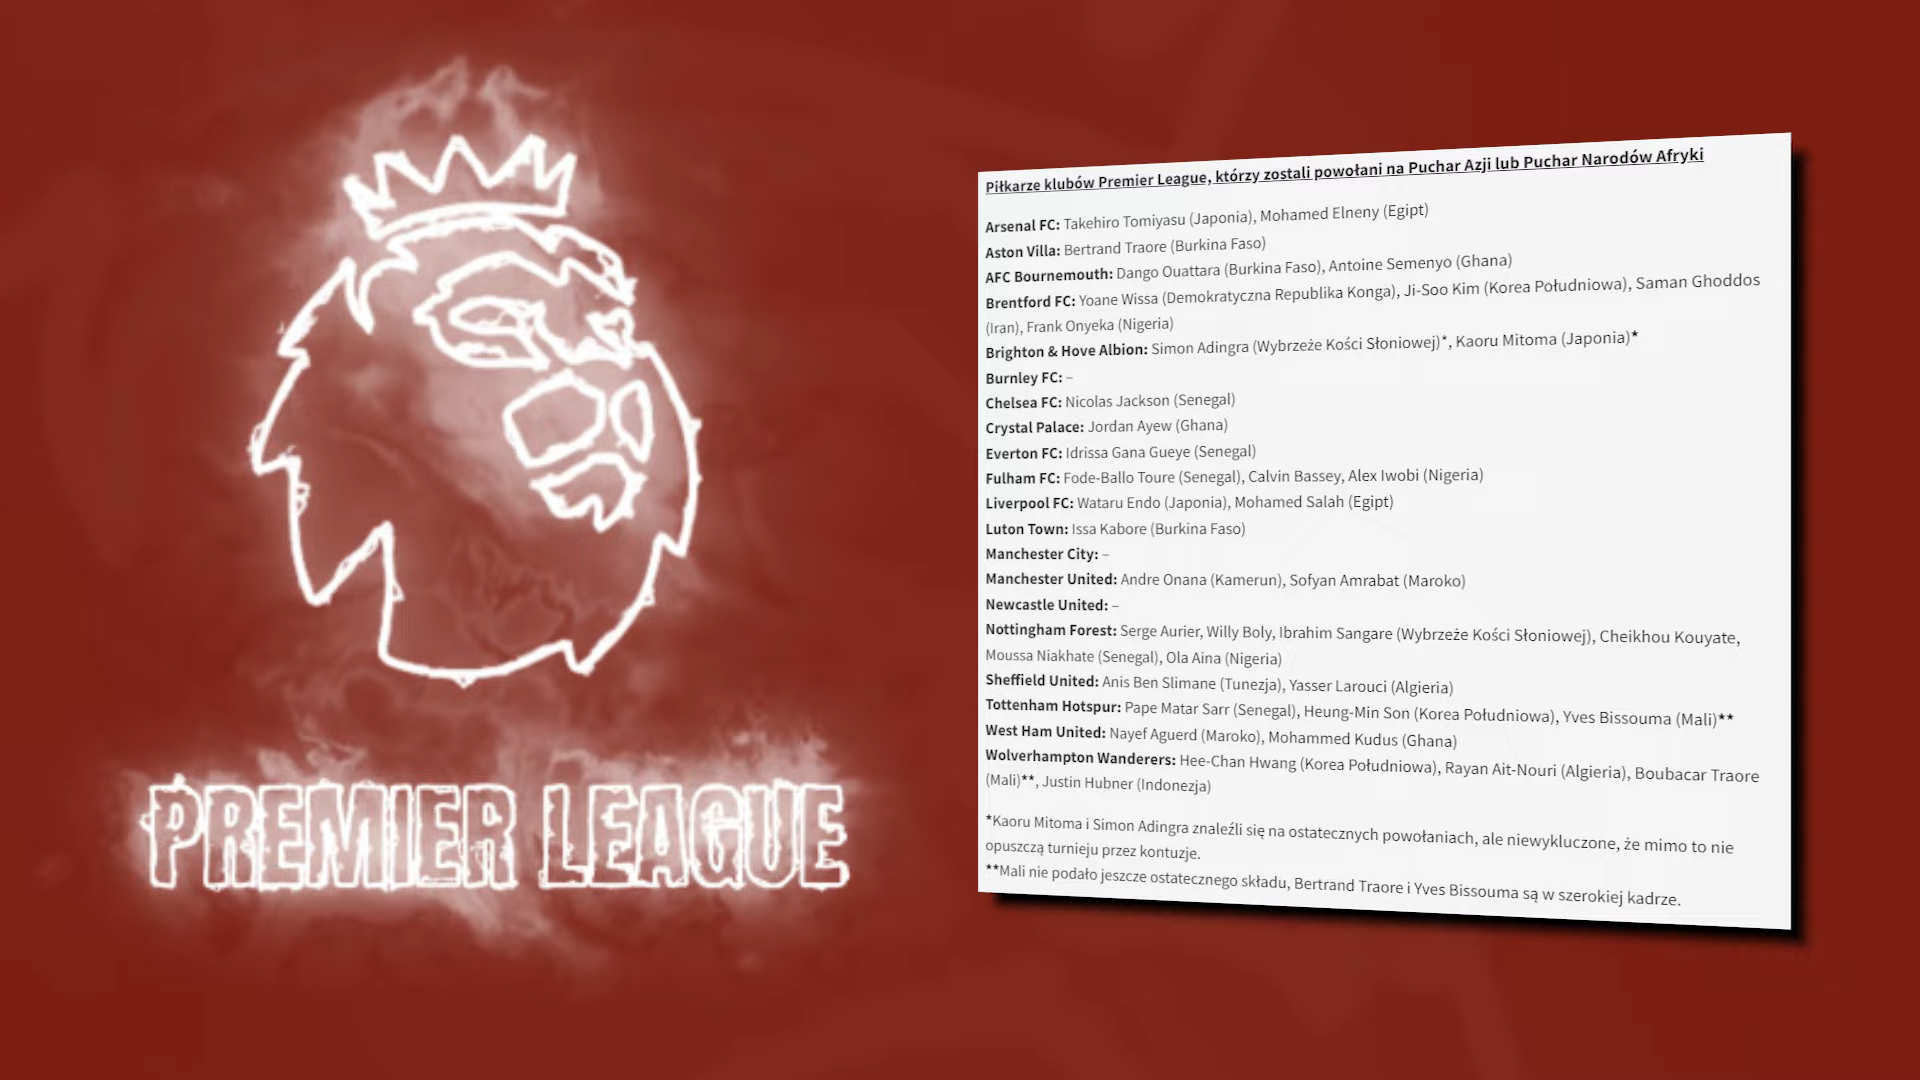 PREMIER LEAGUE
Piłkarze klubów Premier League, którzy zostali powołani na Puchar Azji lub Puchar Narodów Afryki
Arsenal FC: Takehiro Tomiyasu (Japonia), Mohamed Elneny (Egipt)
Aston Villa: Bertrand Traore (Burkina Faso)
AFC Bournemouth: Dango Ouattara (Burkina Faso), Antoine Semenyo (Ghana)
Brentford FC: Yoane Wissa (Demokratyczna Republika Konga), Ji-Soo Kim (Korea Południowa), Saman Ghoddos
(Iran), Frank Onyeka (Nigeria)
Brighton & Hove Albion: Simon Adingra (Wybrzeże Kości Słoniowej)*, Kaoru Mitoma (Japonia)*
Burnley FC: –
Chelsea FC: Nicolas Jackson (Senegal)
Crystal Palace: Jordan Ayew (Ghana)
Everton FC: Idrissa Gana Gueye (Senegal)
Fulham FC: Fode-Ballo Toure (Senegal), Calvin Bassey, Alex Iwobi (Nigeria)
Liverpool FC: Wataru Endo (Japonia), Mohamed Salah (Egipt)
Luton Town: Issa Kabore (Burkina Faso)
Manchester City: –
Manchester United: Andre Onana (Kamerun), Sofyan Amrabat (Maroko)
Newcastle United: –
Nottingham Forest: Serge Aurier, Willy Boly, Ibrahim Sangare (Wybrzeże Kości Słoniowej), Cheikhou Kouyate,
Moussa Niakhate (Senegal), Ola Aina (Nigeria)
Sheffield United: Anis Ben Slimane (Tunezja), Yasser Larouci (Algieria)
Tottenham Hotspur: Pape Matar Sarr (Senegal), Heung-Min Son (Korea Południowa), Yves Bissouma (Mali)**
West Ham United: Nayef Aguerd (Maroko), Mohammed Kudus (Ghana)
Wolverhampton Wanderers: Hee-Chan Hwang (Korea Południowa), Rayan Ait-Nouri (Algieria), Boubacar Traore
(Mali)**, Justin Hubner (Indonezja)
*Kaoru Mitoma i Simon Adingra znaleźli się na ostatecznych powołaniach, ale niewykluczone, że mimo to nie
opuszczą turnieju przez kontuzje.
**Mali nie podało jeszcze ostatecznego składu, Bertrand Traore i Yves Bissouma są w szerokiej kadrze.